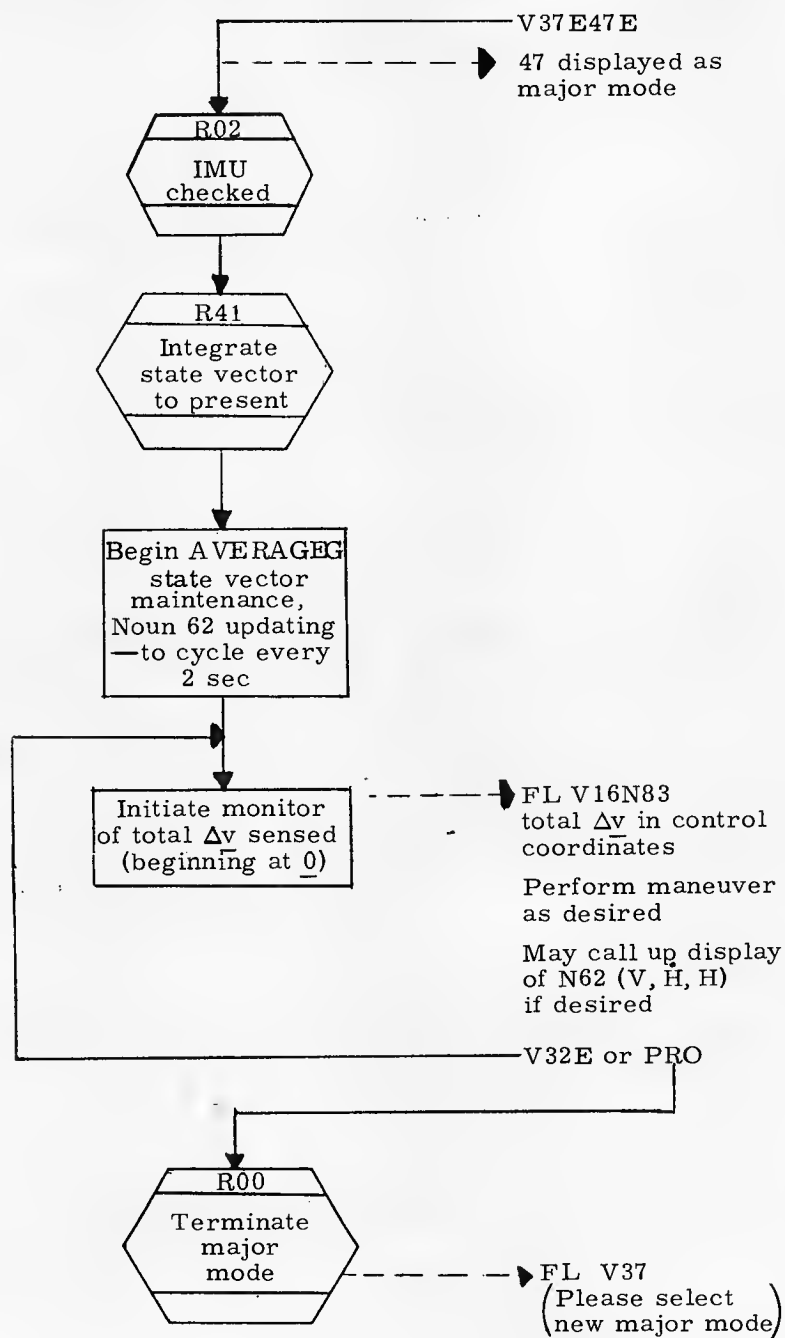 V37E47E
47 displayed as
major mode
R02
IMU
checked
R41
Integrate
state vector
to present
Begin AVERAGEG
state vector
maintenance,
Noun 62 updating
—to cycle every
2 sec
Initiate monitor
of total Δv sensed
(beginning at 0)
FL V16N83
total Δv in control
coordinates
Perform maneuver
as desired
May call up display
of N62 (V, Ḣ, H)
if desired
V32E or PRO
R00
Terminate
major
mode
FL V37
(Please select
new major mode)